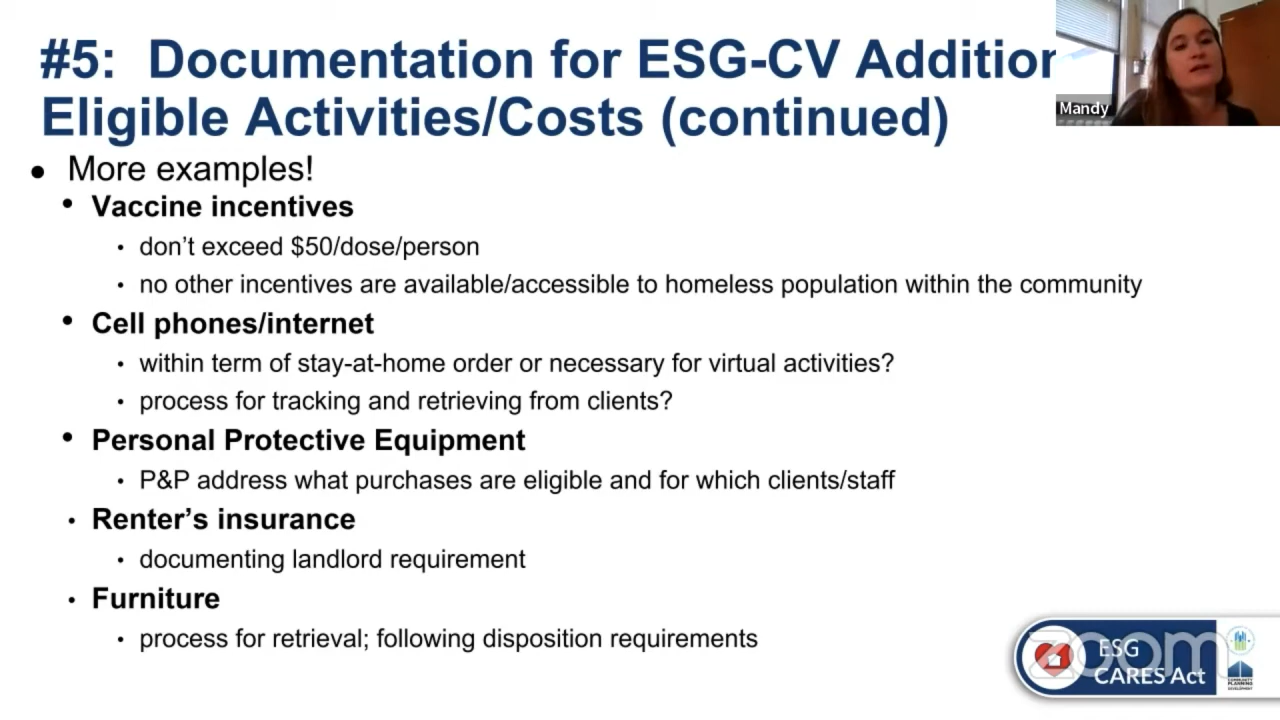 #5: Documentation for ESG-CV Addition
Eligible Activities/Costs (continued)
Mandy
• More examples!
• Vaccine incentives
• don’t exceed $50/dose/person
• no other incentives are available/accessible to homeless population within the community
• Cell phones/internet
• within term of stay-at-home order or necessary for virtual activities?
• process for tracking and retrieving from clients?
• Personal Protective Equipment
• P&P address what purchases are eligible and for which clients/staff
• Renter’s insurance
• documenting landlord requirement
• Furniture
• process for retrieval; following disposition requirements
zoom
ESG
CARES Act
COMMUNITY
PLANNING
DEVELOPMENT